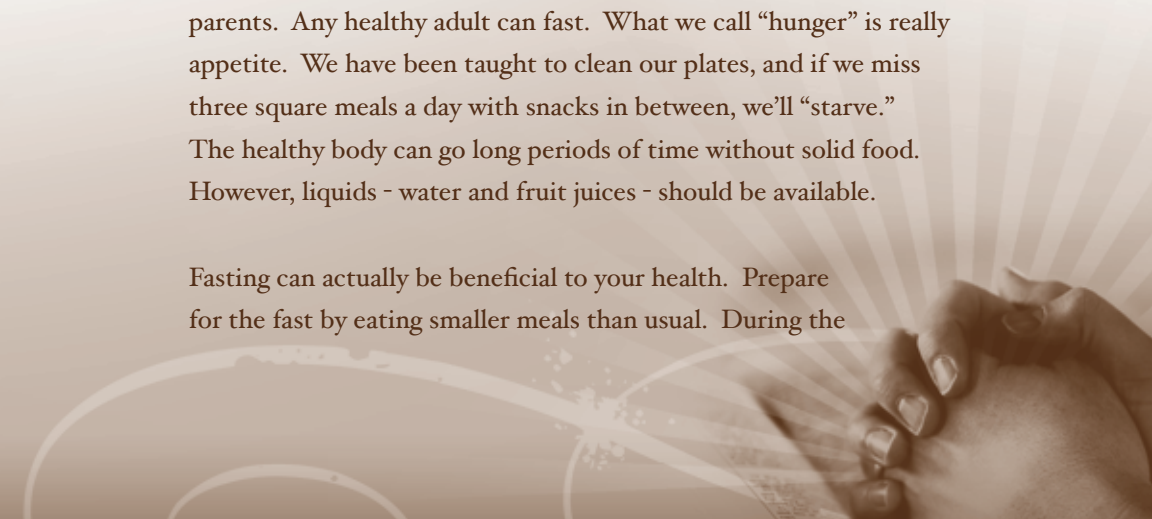 parents.  Any healthy adult can fast.  What we call “hunger” is really
appetite.  We have been taught to clean our plates, and if we miss
three square meals a day with snacks in between, we’ll “starve.”
The healthy body can go long periods of time without solid food.
However, liquids - water and fruit juices - should be available.
Fasting can actually be beneficial to your health.  Prepare
for the fast by eating smaller meals than usual.  During the